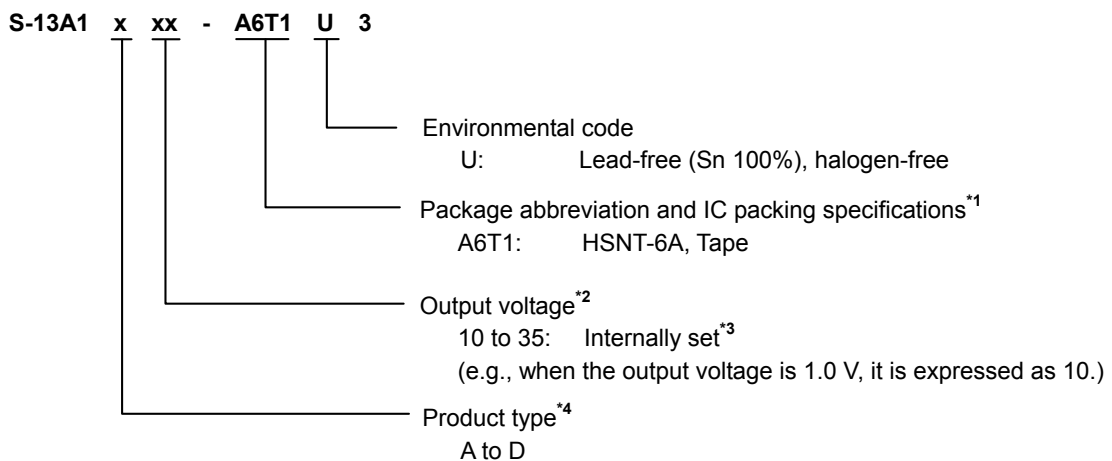 S-13A1 x xx - A6T1 U 3
Environmental code
U: Lead-free (Sn 100%), halogen-free
Package abbreviation and IC packing specifications*1
A6T1: HSNT-6A, Tape
Output voltage*2
10 to 35: Internally set*3
(e.g., when the output voltage is 1.0 V, it is expressed as 10.)
Product type*4
A to D